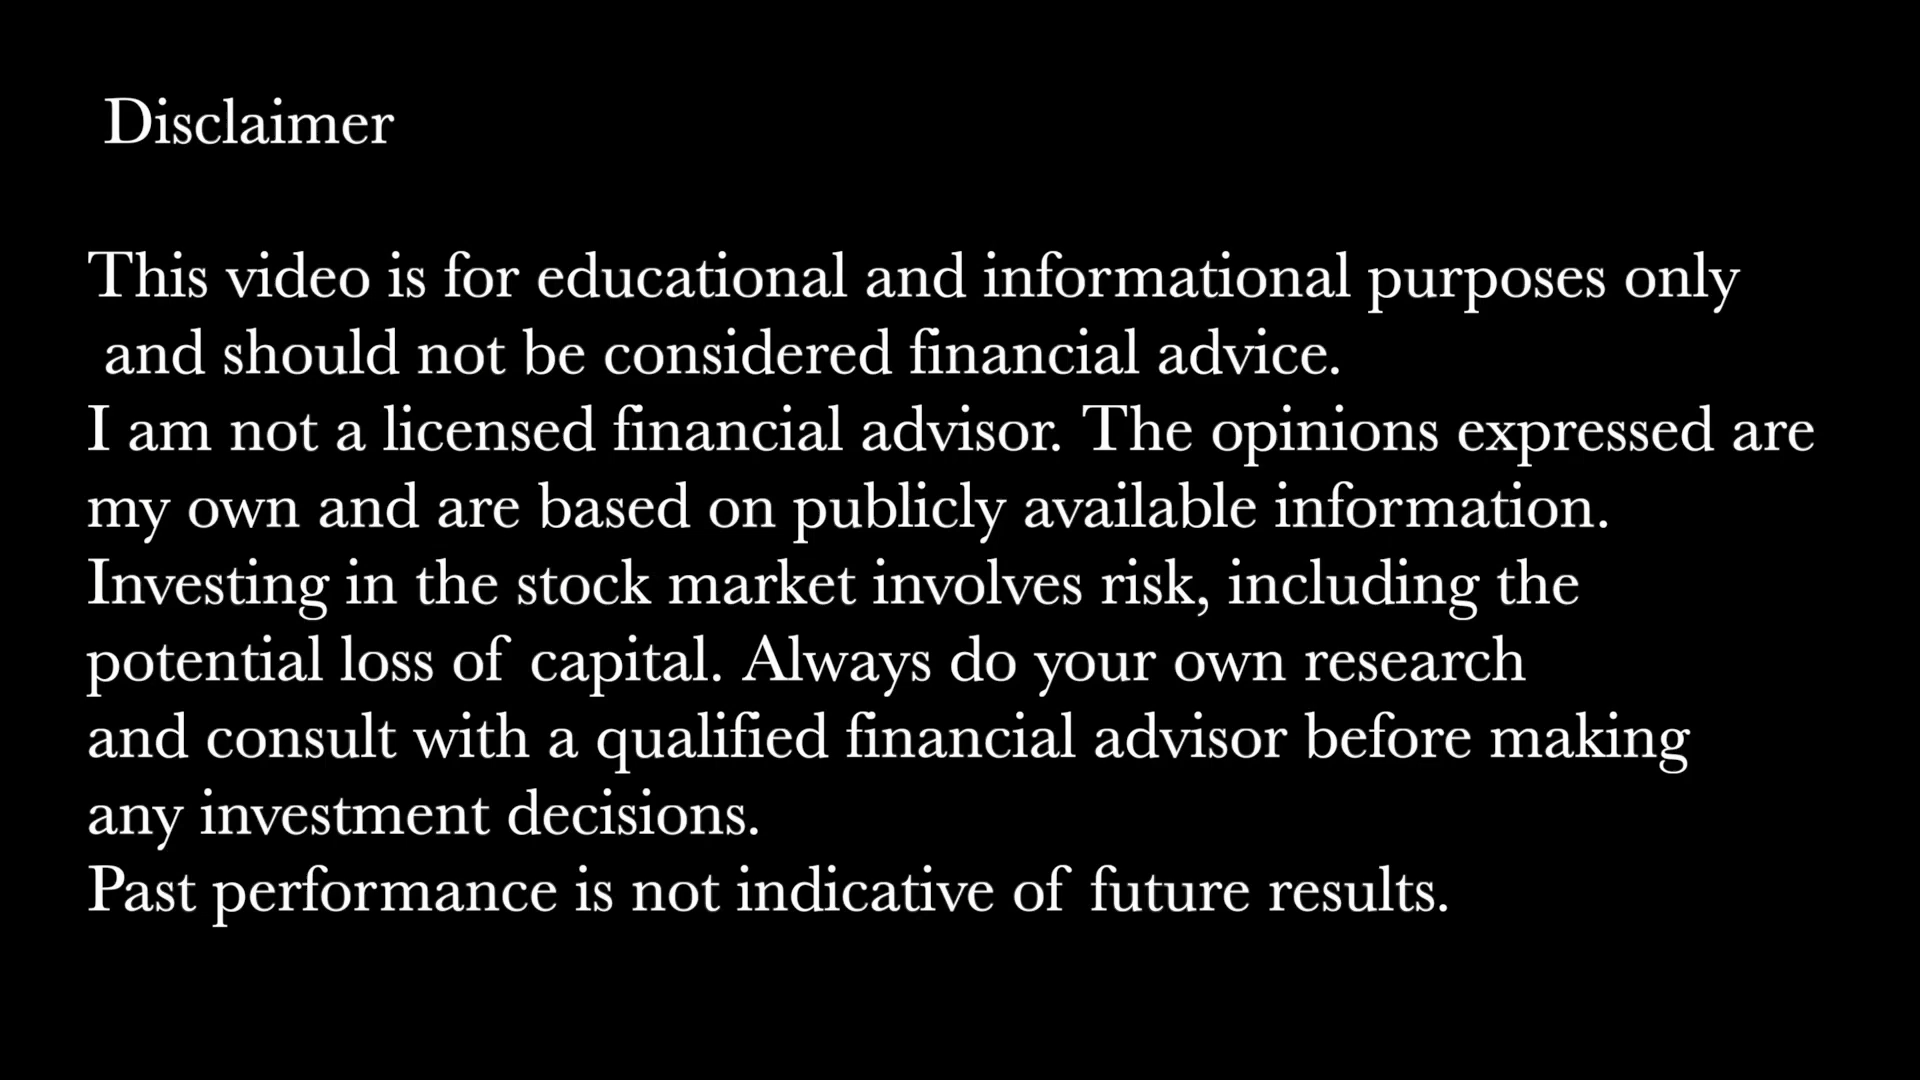 Disclaimer
This video is for educational and informational purposes only
and should not be considered financial advice.
I am not a licensed financial advisor. The opinions expressed are
my own and are based on publicly available information.
Investing in the stock market involves risk, including the
potential loss of capital. Always do your own research
and consult with a qualified financial advisor before making
any investment decisions.
Past performance is not indicative of future results.